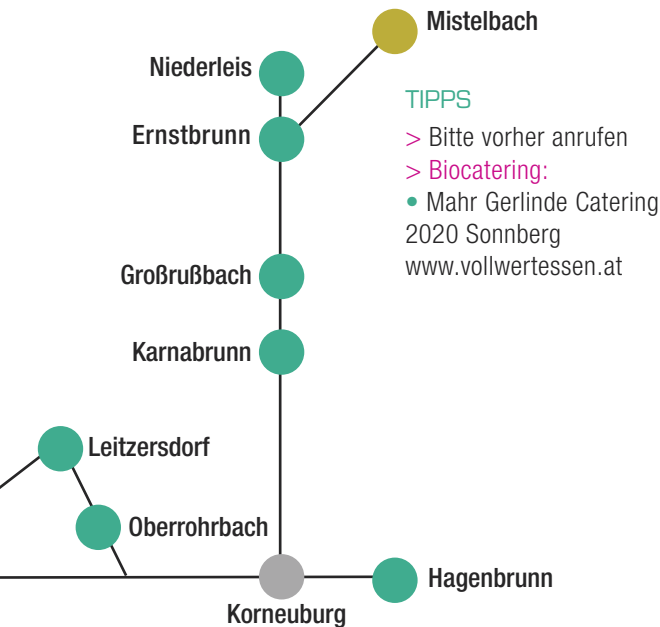 Mistelbach
Niederleis
TIPPS
> Bitte vorher anrufen
Ernstbrunn
> Biocatering:
• Mahr Gerlinde Catering
2020 Sonnberg
www.vollwertessen.at
Großrußbach
Karnabrunn
Leitzersdorf
Oberrohrbach
Hagenbrunn
Korneuburg